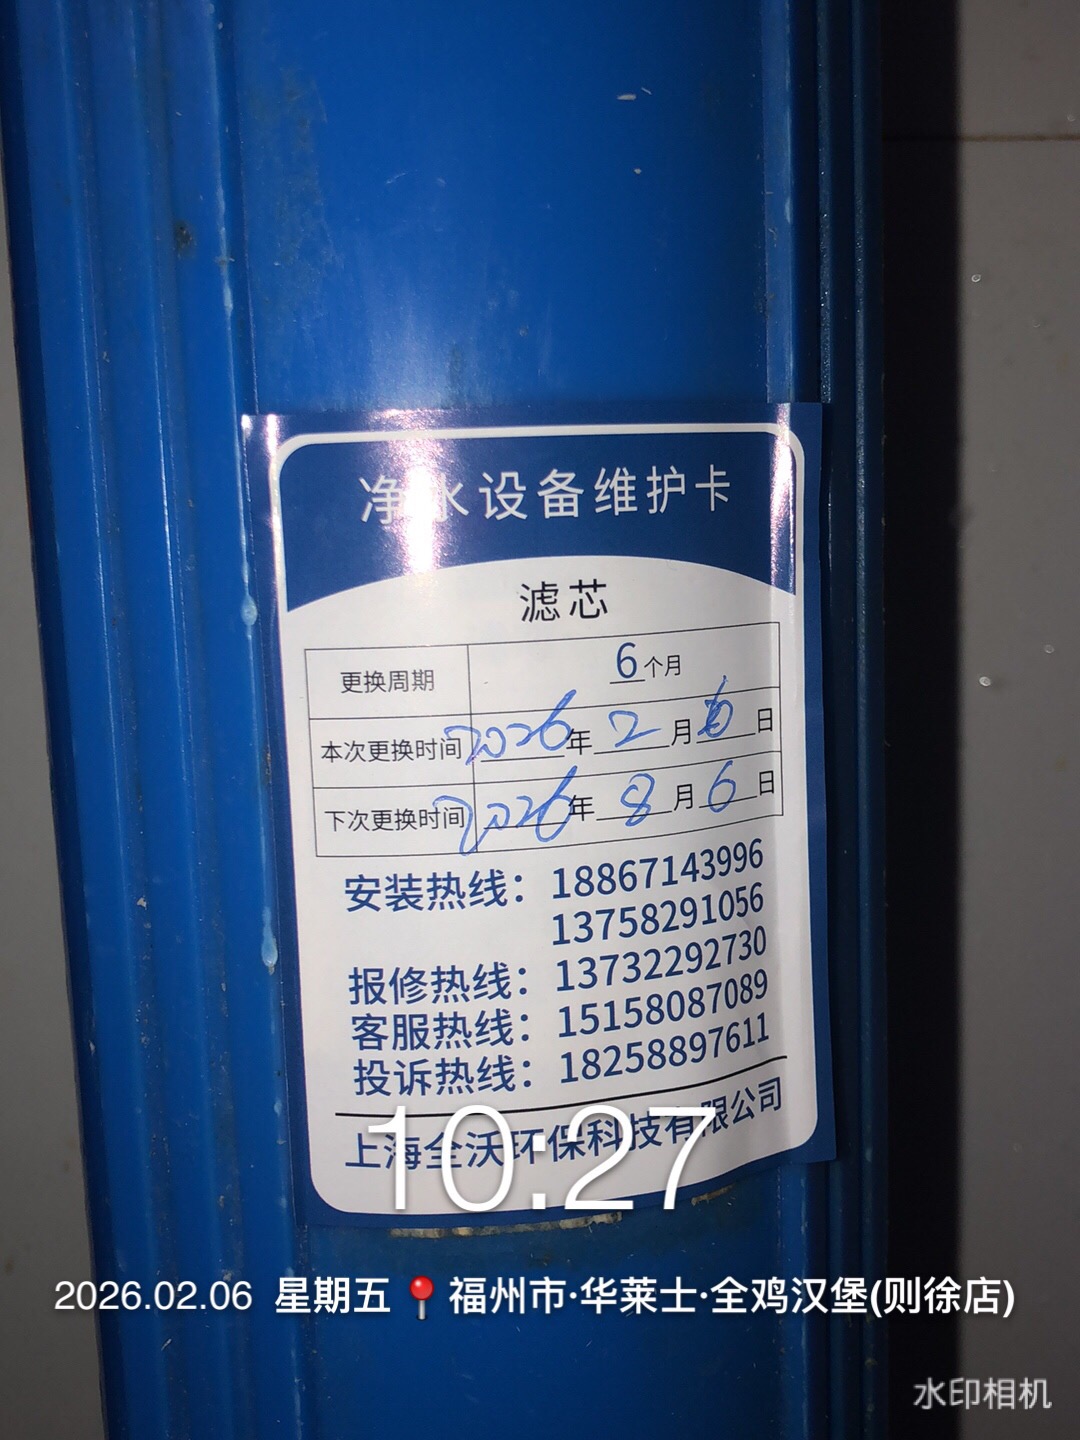 净水设备维护卡
滤芯
更换周期 6个月
本次更换时间 2026年2月6日
下次更换时间 2026年8月6日
安装热线：18867143996
13758291056
报修热线：13732292730
客服热线：15158087089
投诉热线：18258897611
上海全沃环保科技有限公司
10:27
2026.02.06 星期五 福州市·华莱士·全鸡汉堡(则徐店)
水印相机